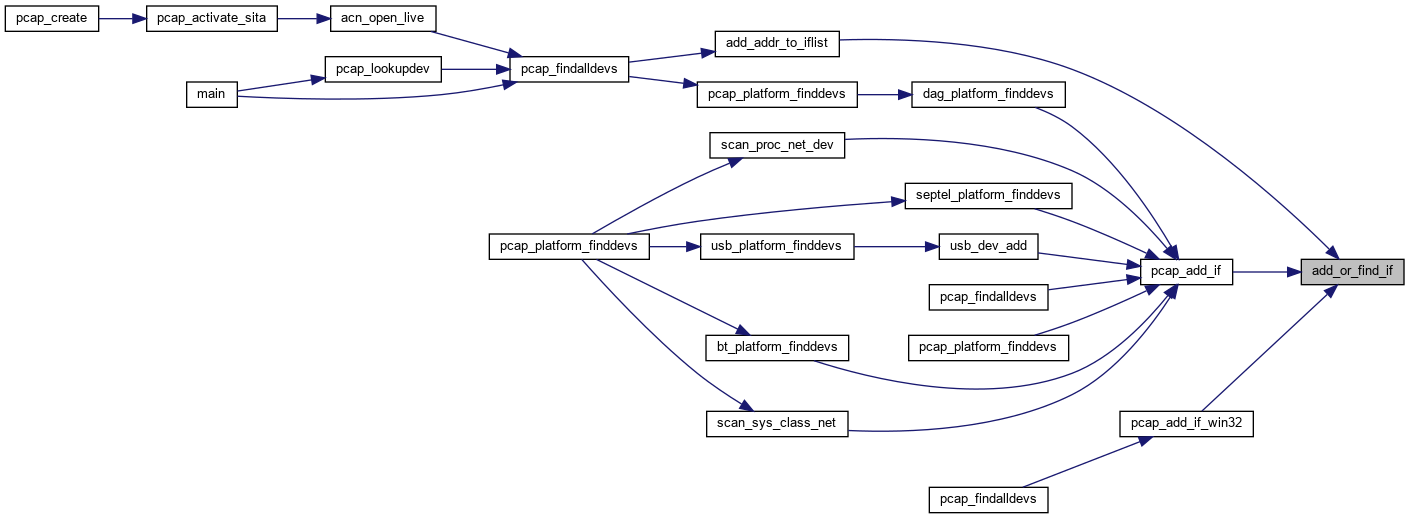 pcap_create
pcap_activate_sita
acn_open_live
add_addr_to_iflist
pcap_lookupdev
pcap_findalldevs
main
pcap_platform_finddevs
dag_platform_finddevs
scan_proc_net_dev
septel_platform_finddevs
pcap_platform_finddevs
usb_platform_finddevs
usb_dev_add
pcap_add_if
add_or_find_if
pcap_findalldevs
bt_platform_finddevs
pcap_platform_finddevs
scan_sys_class_net
pcap_add_if_win32
pcap_findalldevs